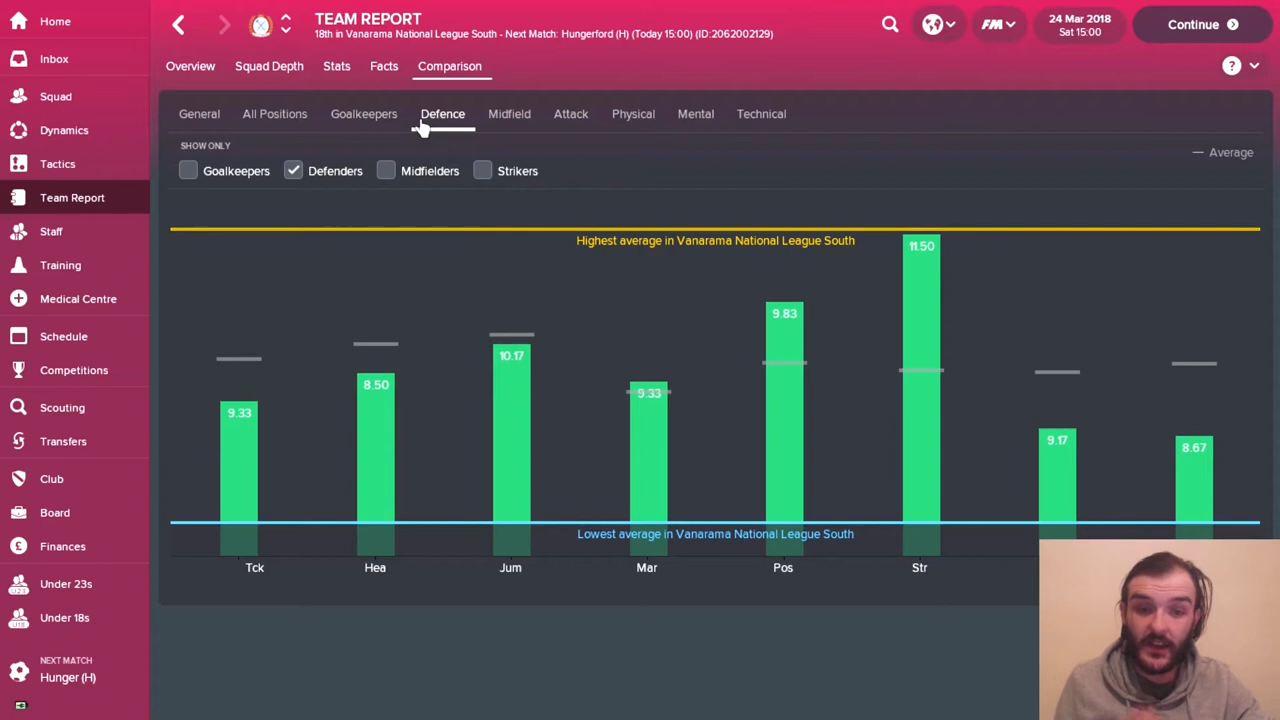 Home
Inbox
Squad
Dynamics
Tactics
Team Report
Staff
Training
Medical Centre
Schedule
Competitions
Scouting
Transfers
Club
Board
Finances
Under 23s
Under 18s
NEXT MATCH
Hunger (H)
TEAM REPORT
18th in Vanarama National League South - Next Match: Hungerford (H) (Today 15:00) (ID:2062002129)
FM
24 Mar 2018
Sat 15:00
Continue
Overview Squad Depth Stats Facts Comparison
?
General All Positions Goalkeepers Defence Midfield Attack Physical Mental Technical
SHOW ONLY
Average
Goalkeepers Defenders Midfielders Strikers
Highest average in Vanarama National League South
11.50
9.83
10.17
8.50
9.33
9.33
9.17
8.67
Lowest average in Vanarama National League South
Tck Hea Jum Mar Pos Str